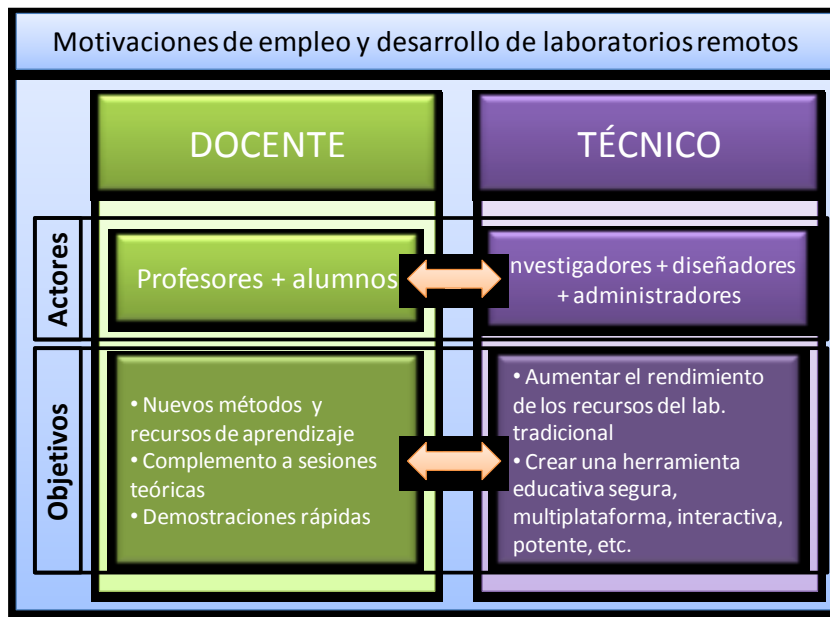 Motivaciones de empleo y desarrollo de laboratorios remotos
DOCENTE
TÉCNICO
Actores
Profesores + alumnos
nvestigadores + diseñadores
+ administradores
Objetivos
• Nuevos métodos y
recursos de aprendizaje
• Complemento a sesiones
teóricas
• Demostraciones rápidas
• Aumentar el rendimiento
de los recursos del lab.
tradicional
• Crear una herramienta
educativa segura,
multiplataforma, interactiva,
potente, etc.